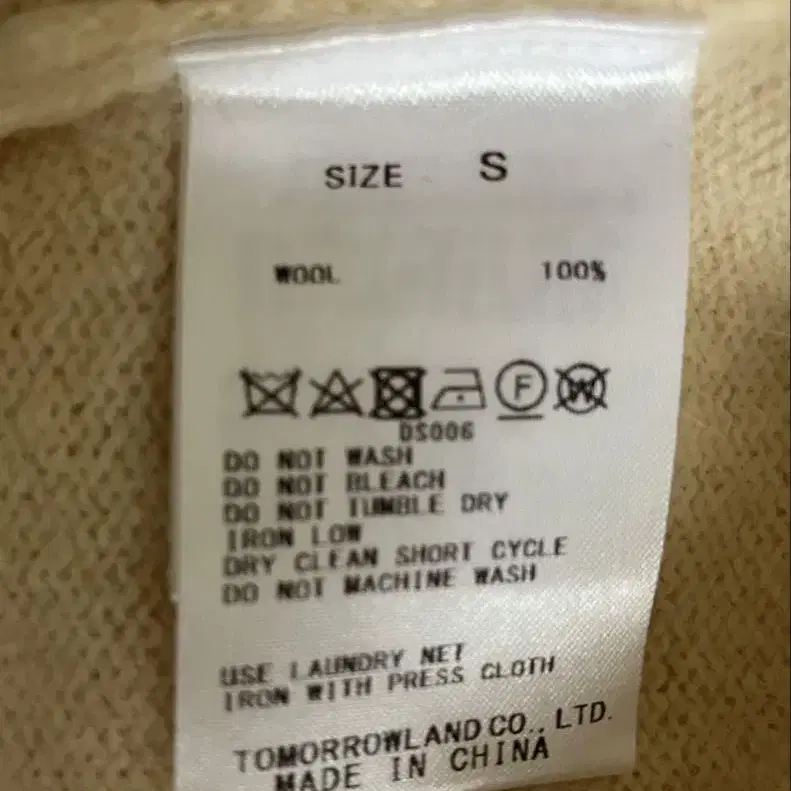 SIZE S
WOOL 100%
F W
DS006
DO NOT WASH
DO NOT BLEACH
DO NOT TUMBLE DRY
IRON LOW
DRY CLEAN SHORT CYCLE
DO NOT MACHINE WASH
USE LAUNDRY NET
IRON WITH PRESS CLOTH
TOMORROWLAND CO., LTD.
MADE IN CHINA